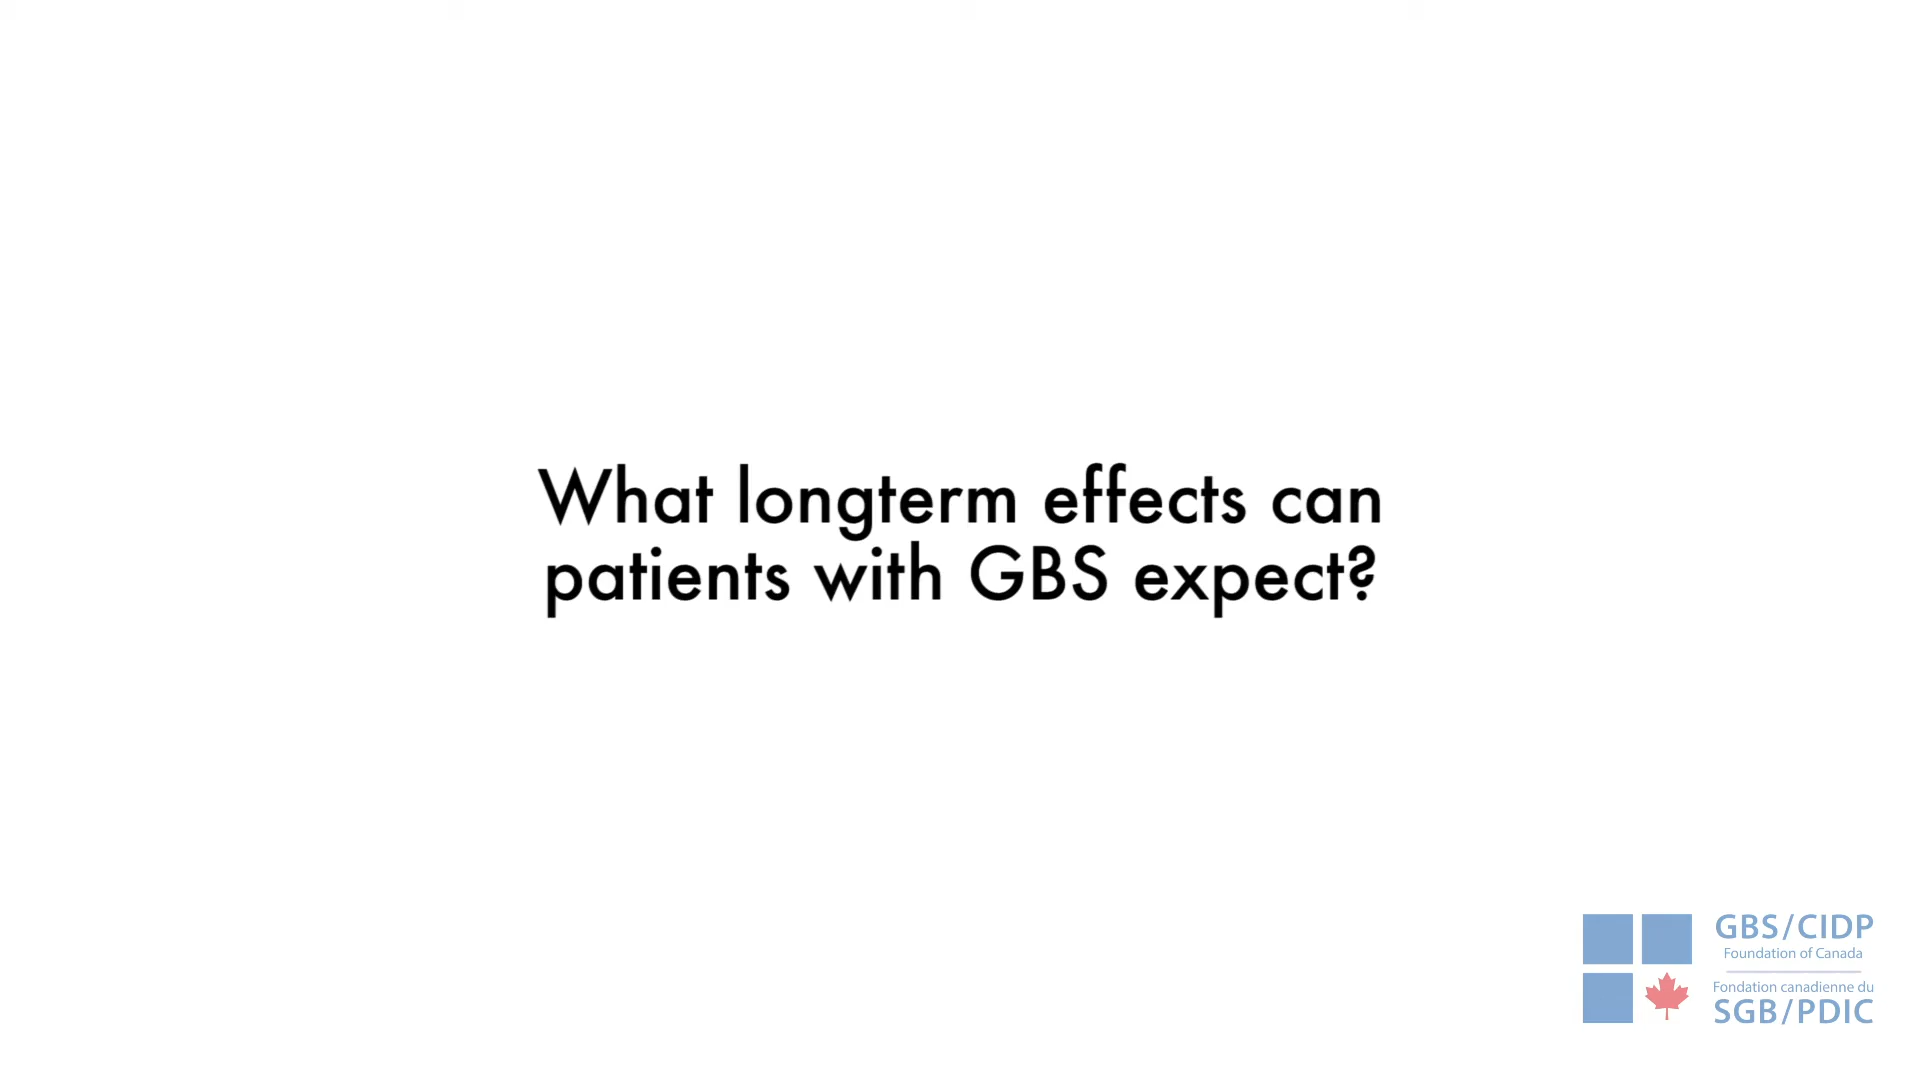 What longterm effects can
patients with GBS expect?
GBS/CIDP
Foundation of Canada
Fondation canadienne du
SGB/PDIC